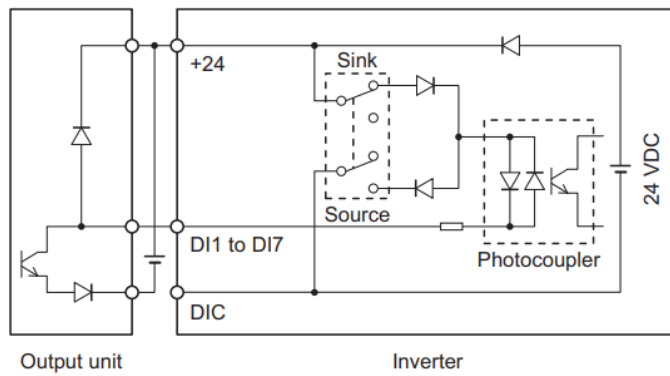 +24
Sink
Source
DI1 to DI7
DIC
Photocoupler
24 VDC
Output unit
Inverter